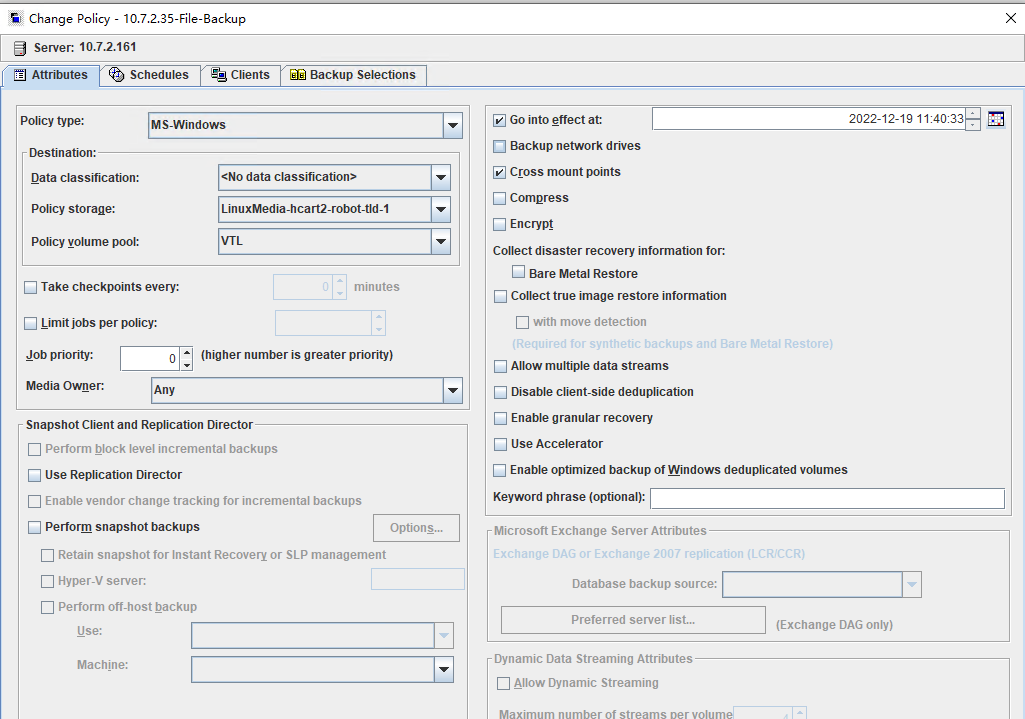 Change Policy - 10.7.2.35-File-Backup
Server: 10.7.2.161
Attributes
Schedules
Clients
Backup Selections
Policy type:
MS-Windows
Destination:
Data classification:
<No data classification>
Policy storage:
LinuxMedia-hcart2-robot-tld-1
Policy volume pool:
VTL
Take checkpoints every:
0
minutes
Limit jobs per policy:
Job priority:
0
(higher number is greater priority)
Media Owner:
Any
Snapshot Client and Replication Director
Perform block level incremental backups
Use Replication Director
Enable vendor change tracking for incremental backups
Perform snapshot backups
Options...
Retain snapshot for Instant Recovery or SLP management
Hyper-V server:
Perform off-host backup
Use:
Machine:
Go into effect at:
2022-12-19 11:40:33
Backup network drives
Cross mount points
Compress
Encrypt
Collect disaster recovery information for:
Bare Metal Restore
Collect true image restore information
with move detection
(Required for synthetic backups and Bare Metal Restore)
Allow multiple data streams
Disable client-side deduplication
Enable granular recovery
Use Accelerator
Enable optimized backup of Windows deduplicated volumes
Keyword phrase (optional):
Microsoft Exchange Server Attributes
Exchange DAG or Exchange 2007 replication (LCR/CCR)
Database backup source:
Preferred server list...
(Exchange DAG only)
Dynamic Data Streaming Attributes
Allow Dynamic Streaming
Maximum number of streams per volume
4